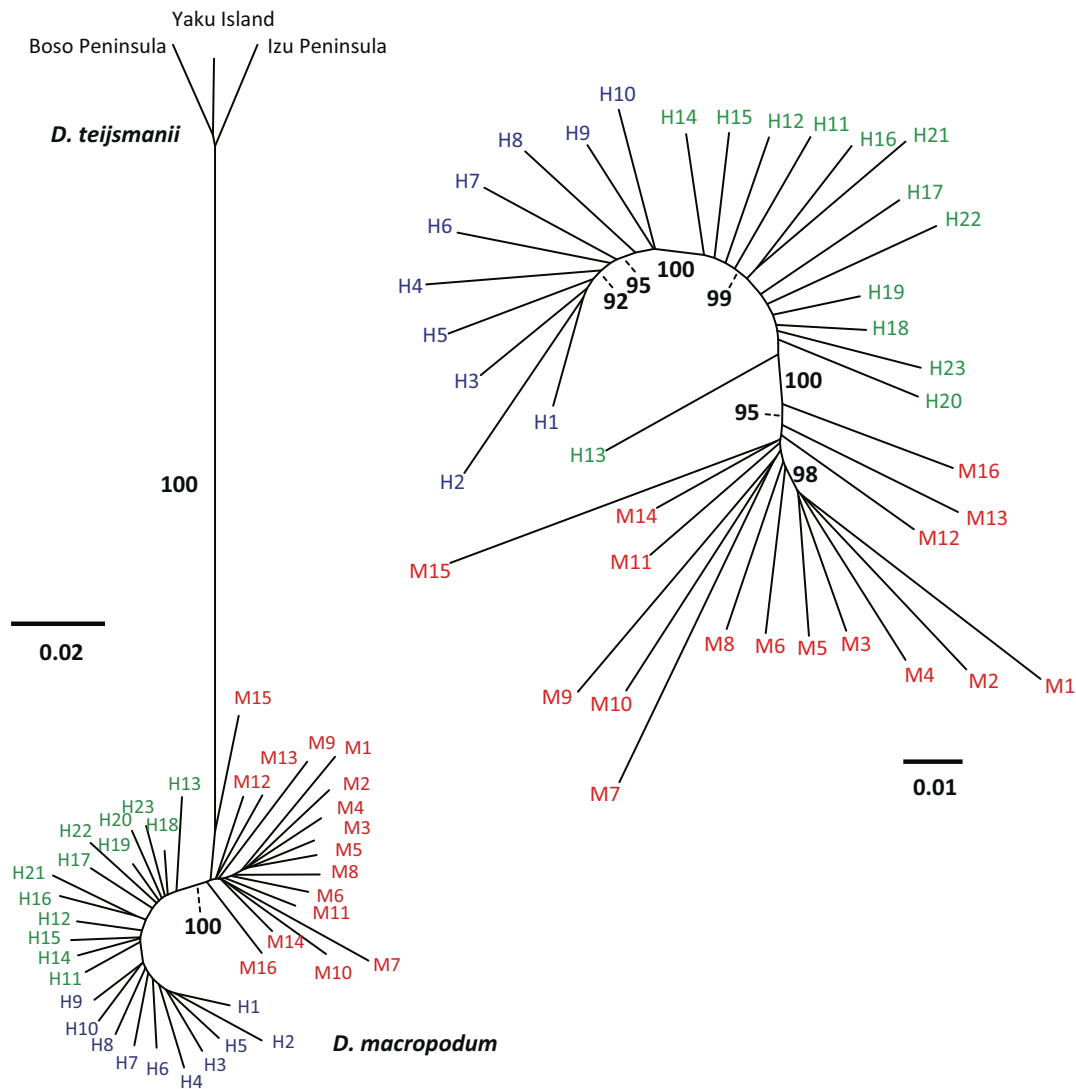 Yaku Island
Boso Peninsula
Izu Peninsula
D. teijsmanii
100
0.02
M15
M13
M9
M1
M12
M2
M4
M3
M5
M8
M6
M11
M14
M16
M10
M7
H13
H23
H20
H18
H22
H19
H17
H21
H16
H12
H15
H14
H11
H9
H10
H8
H7
H6
H4
H3
H5
H2
H1
100
D. macropodum
H10
H14
H15
H12
H11
H16
H21
H9
H8
H7
H17
H6
H22
H4
H19
H5
H18
H3
H23
H1
H20
H2
H13
100
95
92
99
100
95
98
M16
M13
M12
M14
M15
M11
M8
M6
M5
M3
M4
M2
M1
M9
M10
M7
0.01